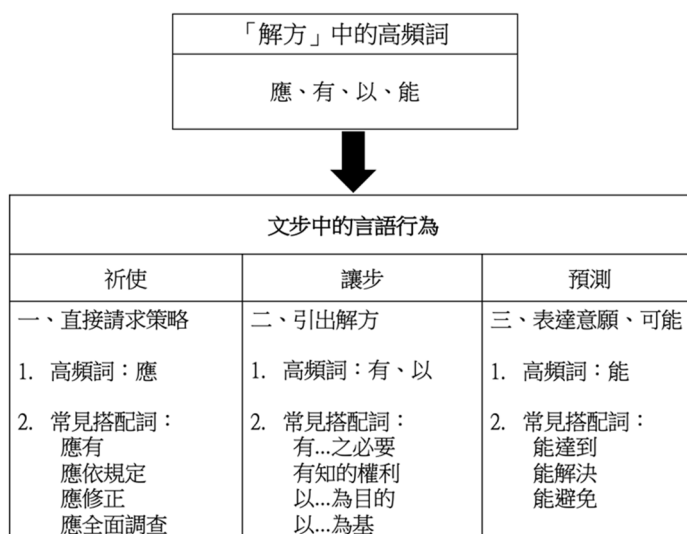 「解方」中的高頻詞
應、有、以、能
文步中的言語行為
祈使
讓步
預測
一、直接請求策略
1. 高頻詞：應
2. 常見搭配詞：
應有
應依規定
應修正
應全面調查
二、引出解方
1. 高頻詞：有、以
2. 常見搭配詞：
有…之必要
有知的權利
以…為目的
以…為基
三、表達意願、可能
1. 高頻詞：能
2. 常見搭配詞：
能達到
能解決
能避免